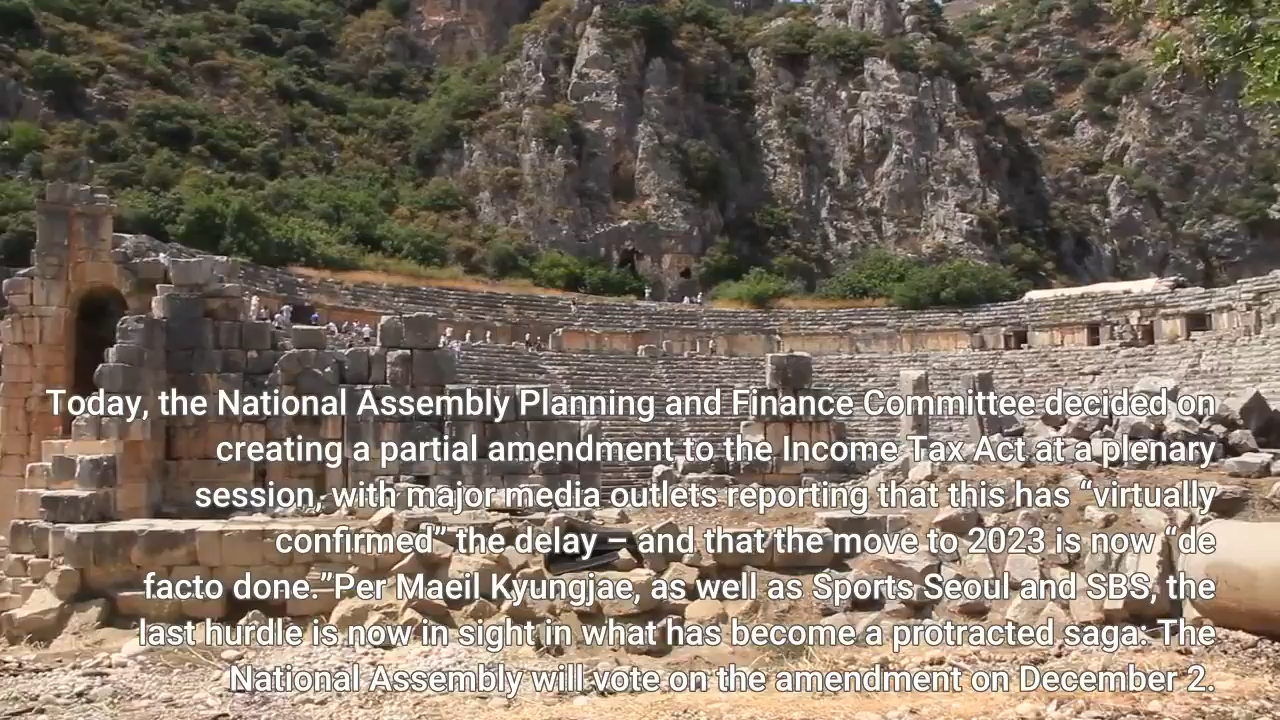 Today, the National Assembly Planning and Finance Committee decided on
creating a partial amendment to the Income Tax Act at a plenary
session, with major media outlets reporting that this has “virtually
confirmed” the delay – and that the move to 2023 is now “de
facto done.”Per Maeil Kyungjae, as well as Sports Seoul and SBS, the
last hurdle is now in sight in what has become a protracted saga: The
National Assembly will vote on the amendment on December 2.